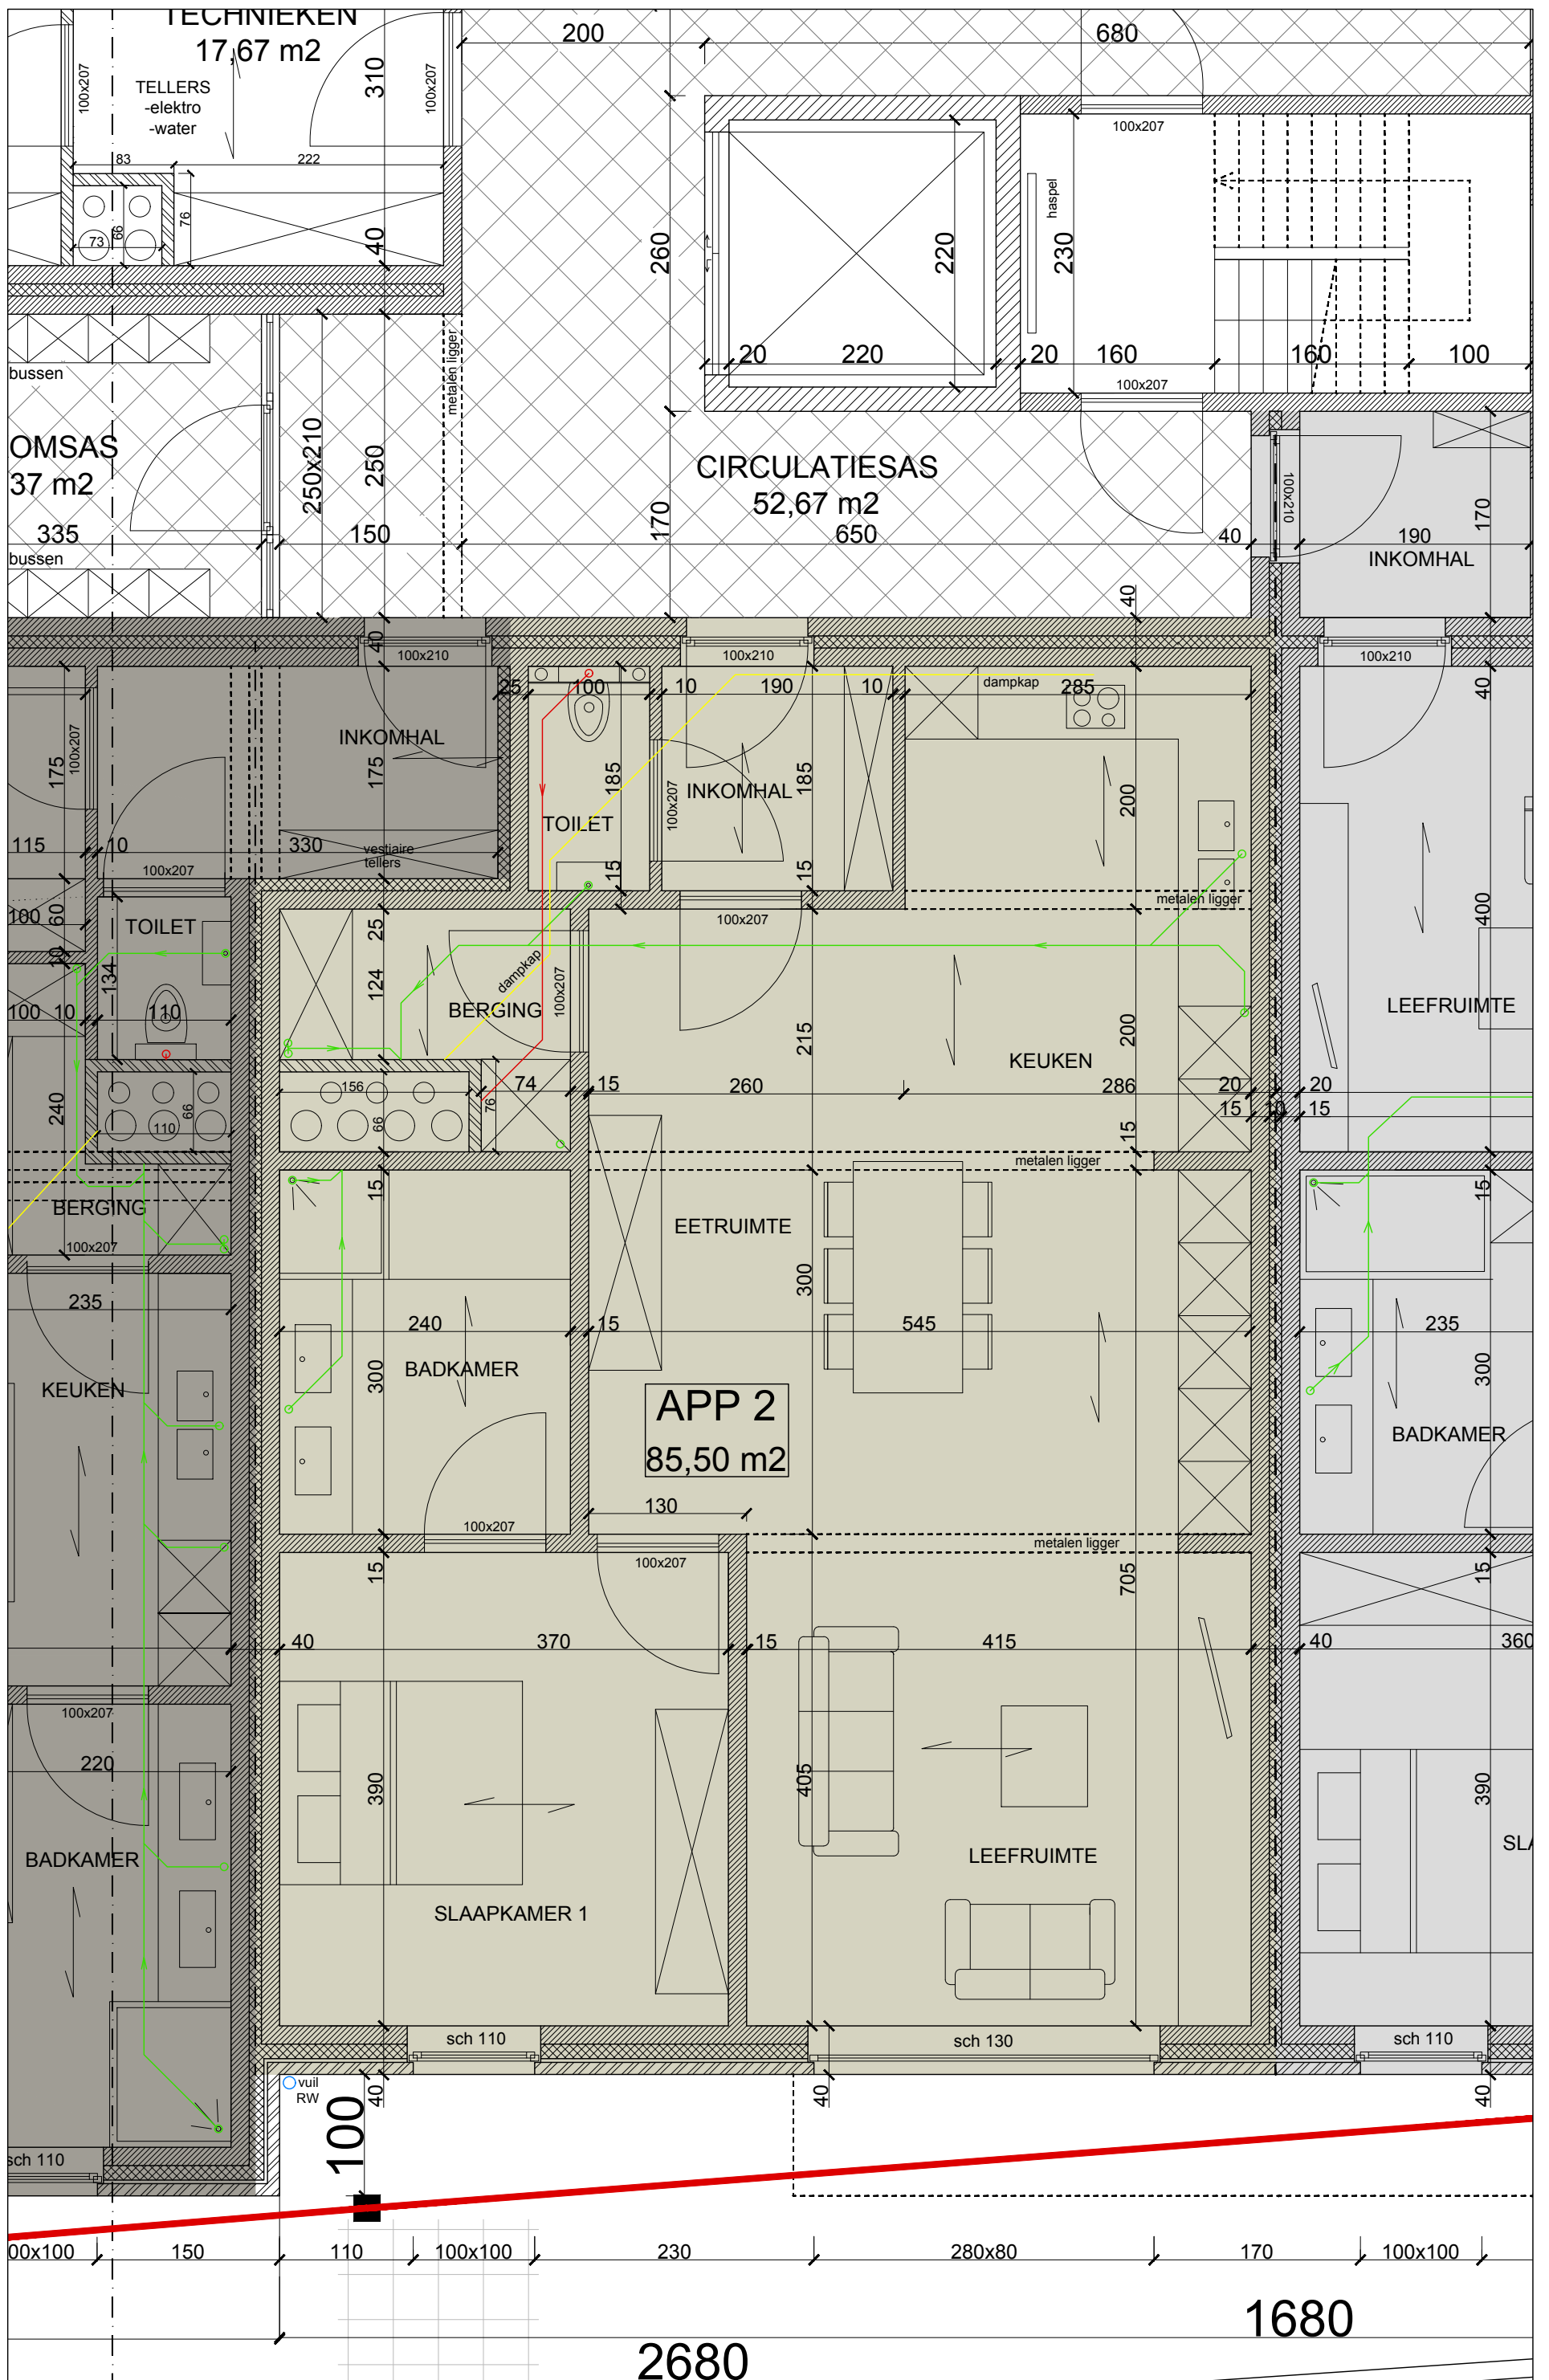 TECHNIEKEN
17,67 m2
TELLERS
-elektro
-water
100x207
310
100x207
83
222
76
66
73
40
200
680
260
220
20
220
20
haspel
230
100x207
160
160
100
100x207
bussen
OMSAS
37 m2
335
bussen
250x210
250
150
metalen ligger
CIRCULATIESAS
52,67 m2
170
650
40
100x210
190
INKOMHAL
170
40
40
100x210
100x210
100x210
40
INKOMHAL
175
100x207
175
115
10
330
vestiaire
tellers
100x207
25
100
10
190
10
dampkap
285
185
TOILET
100x207
INKOMHAL
185
200
15
15
100x207
metalen ligger
400
LEEFRUIMTE
100
60
TOILET
10
134
100
10
110
25
124
dampkap
BERGING
100x207
215
200
KEUKEN
240
66
110
156
66
74
76
15
260
286
20
20
15
10
15
15
metalen ligger
BERGING
100x207
15
EETRUIMTE
15
235
300
240
15
545
235
BADKAMER
300
300
KEUKEN
APP 2
85,50 m2
BADKAMER
130
100x207
100x207
metalen ligger
15
705
15
40
370
15
415
40
360
100x207
220
390
405
390
BADKAMER
LEEFRUIMTE
SLA
SLAAPKAMER 1
sch 110
sch 130
sch 110
vuil
RW
40
40
40
100
sch 110
00x100
150
110
100x100
230
280x80
170
100x100
1680
2680